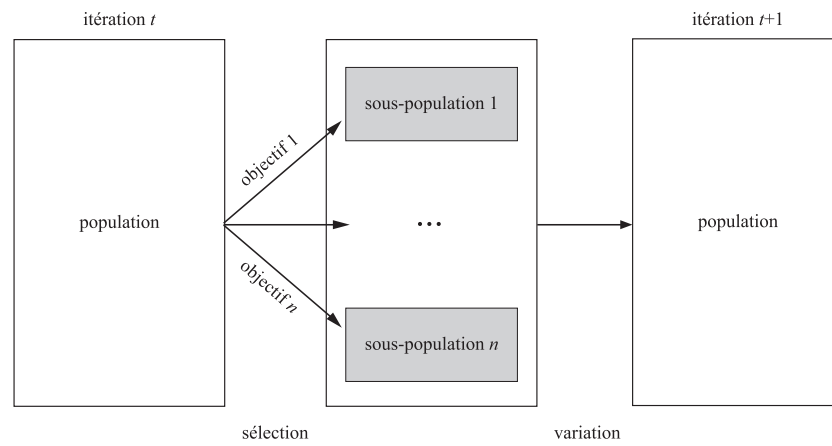 itération t
itération t+1
sous-population 1
objectif 1
population
...
population
objectif n
sous-population n
sélection
variation